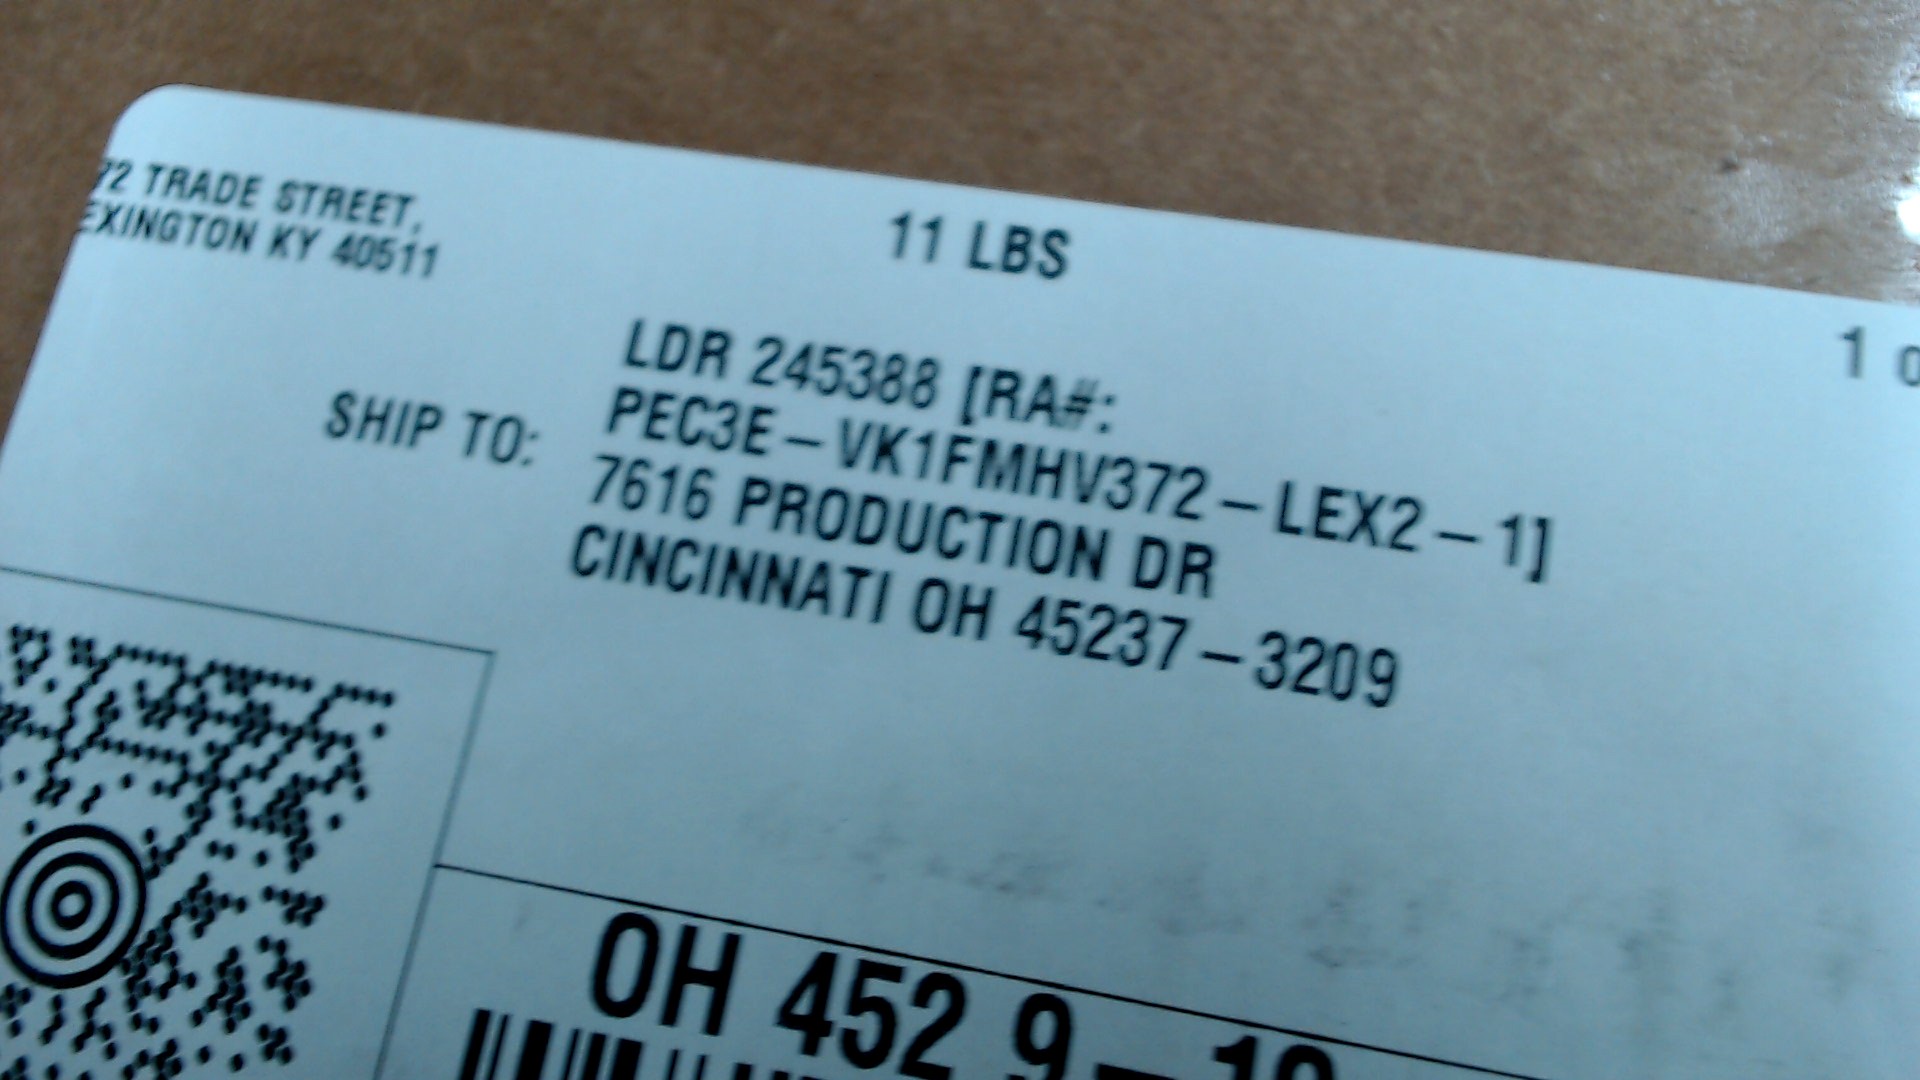 72 TRADE STREET,
EXINGTON KY 40511
11 LBS
1 o
SHIP TO:
LDR 245388 [RA#:
PEC3E-VK1FMHV372-LEX2-1]
7616 PRODUCTION DR
CINCINNATI OH 45237-3209
OH 452 9-10